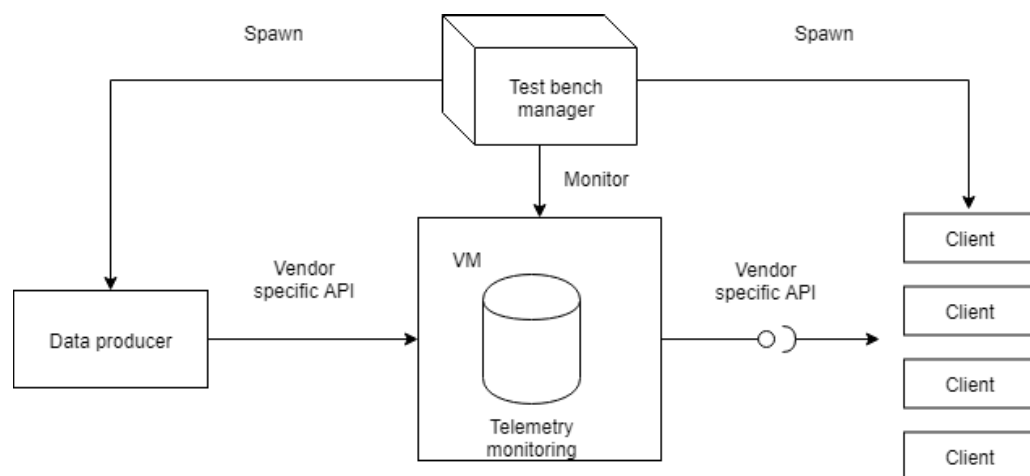 Spawn
Spawn
Test bench
manager
Monitor
Client
VM
Vendor
specific API
Vendor
specific API
Client
Data producer
Client
Telemetry
monitoring
Client